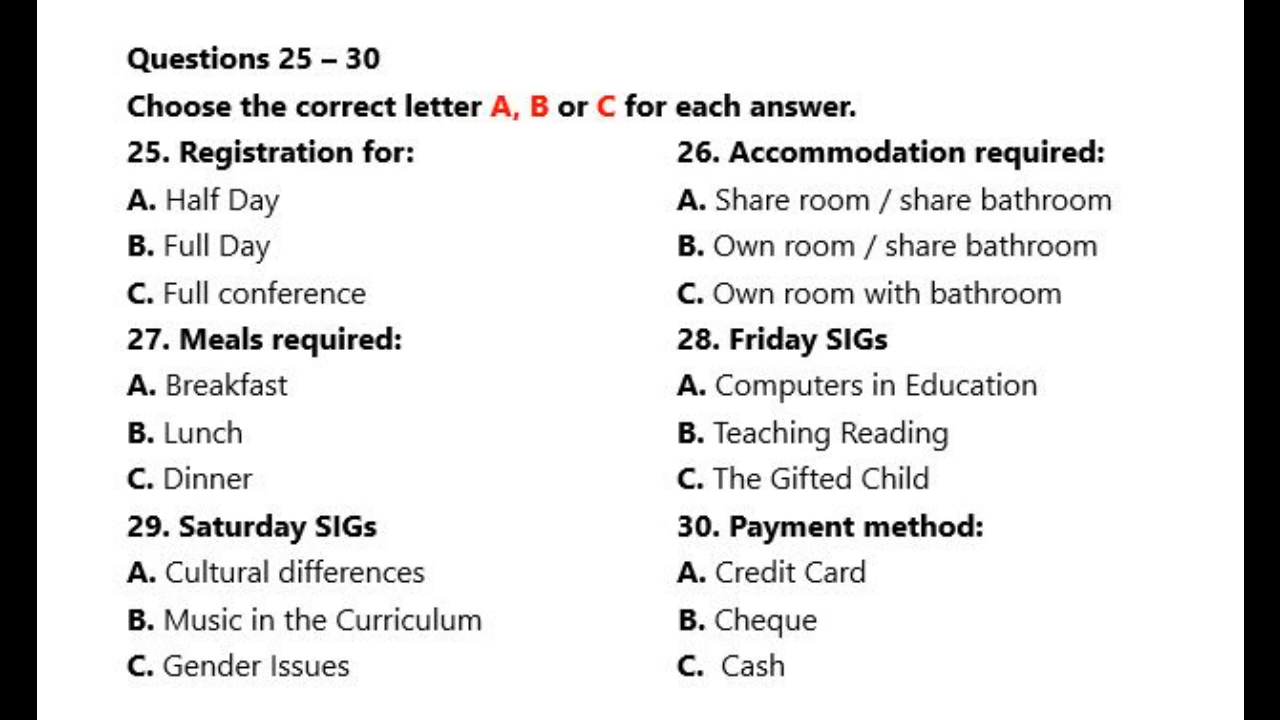 Questions 25 – 30
Choose the correct letter A, B or C for each answer.
25. Registration for:
A. Half Day
B. Full Day
C. Full conference
26. Accommodation required:
A. Share room / share bathroom
B. Own room / share bathroom
C. Own room with bathroom
27. Meals required:
A. Breakfast
B. Lunch
C. Dinner
28. Friday SIGs
A. Computers in Education
B. Teaching Reading
C. The Gifted Child
29. Saturday SIGs
A. Cultural differences
B. Music in the Curriculum
C. Gender Issues
30. Payment method:
A. Credit Card
B. Cheque
C. Cash